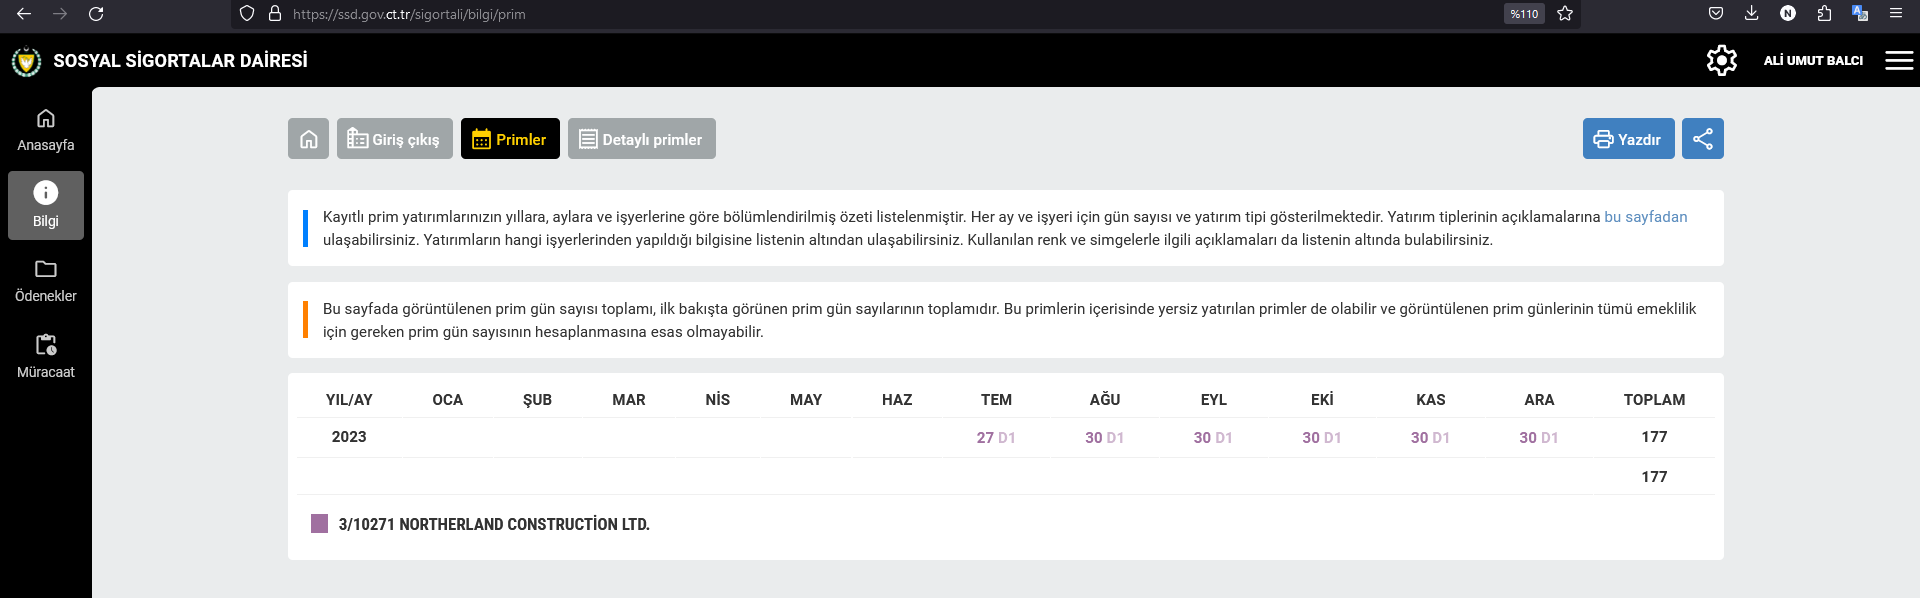 https://ssd.gov.ct.tr/sigortali/bilgi/prim
%110
SOSYAL SİGORTALAR DAİRESİ
ALİ UMUT BALCI
Anasayfa
Bilgi
Ödenekler
Müracaat
Giriş çıkış
Primler
Detaylı primler
Yazdır
Kayıtlı prim yatırımlarınızın yıllara, aylara ve işyerlerine göre bölümlendirilmiş özeti listelenmiştir. Her ay ve işyeri için gün sayısı ve yatırım tipi gösterilmektedir. Yatırım tiplerinin açıklamalarına bu sayfadan
ulaşabilirsiniz. Yatırımların hangi işyerlerinden yapıldığı bilgisine listenin altından ulaşabilirsiniz. Kullanılan renk ve simgelerle ilgili açıklamaları da listenin altında bulabilirsiniz.
Bu sayfada görüntülenen prim gün sayısı toplamı, ilk bakışta görünen prim gün sayılarının toplamıdır. Bu primlerin içerisinde yersiz yatırılan primler de olabilir ve görüntülenen prim günlerinin tümü emeklilik
için gereken prim gün sayısının hesaplanmasına esas olmayabilir.
YIL/AY OCA ŞUB MAR NİS MAY HAZ TEM AĞU EYL EKİ KAS ARA TOPLAM
2023 27 D1 30 D1 30 D1 30 D1 30 D1 30 D1 177
177
3/10271 NORTHERLAND CONSTRUCTİON LTD.